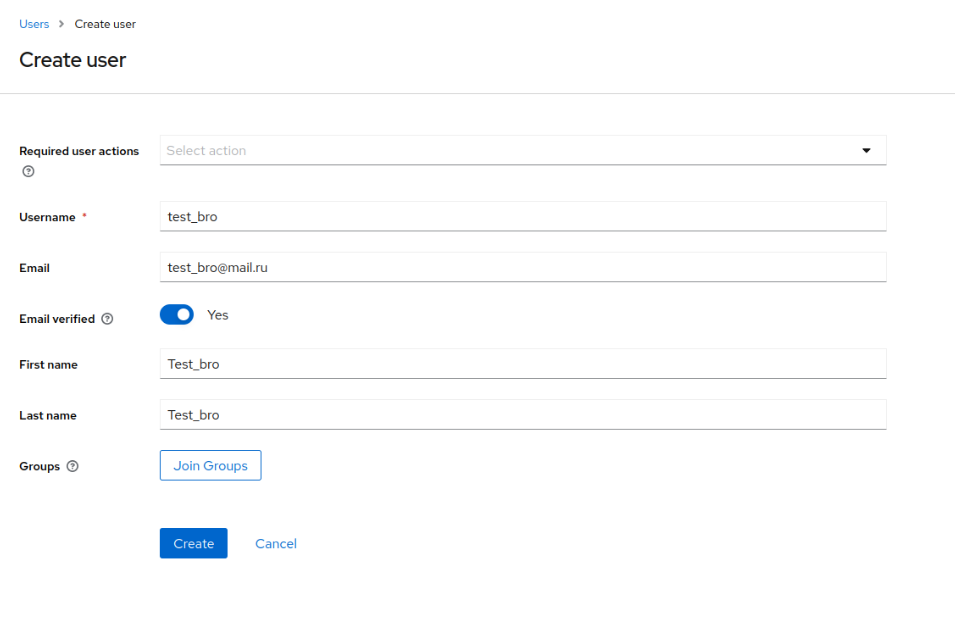 Users > Create user
Create user
Required user actions
Select action
Username *
test_bro
Email
test_bro@mail.ru
Email verified
Yes
First name
Test_bro
Last name
Test_bro
Groups
Join Groups
Create
Cancel